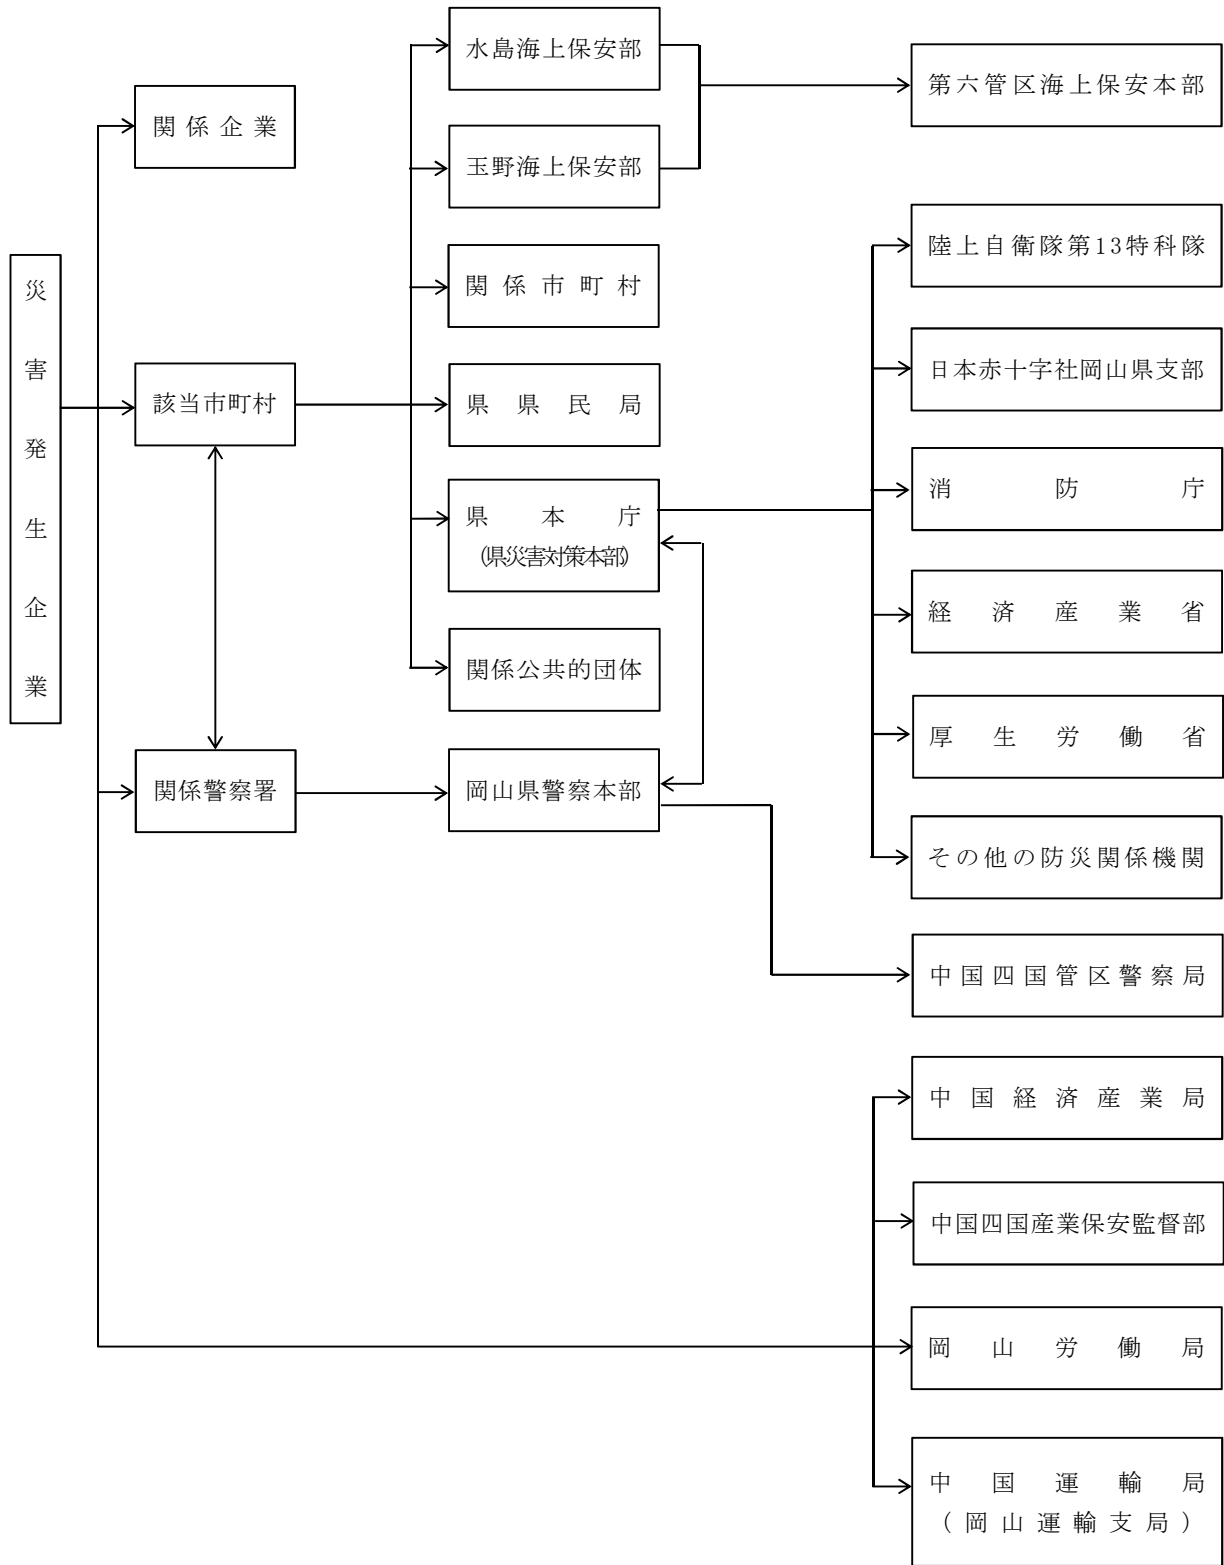 災害発生企業
関係企業
該当市町村
関係警察署
水島海上保安部
玉野海上保安部
関係市町村
県県民局
県本庁
(県災害対策本部)
関係公共的団体
岡山県警察本部
第六管区海上保安本部
陸上自衛隊第13特科隊
日本赤十字社岡山県支部
消防庁
経済産業省
厚生労働省
その他の防災関係機関
中国四国管区警察局
中国経済産業局
中国四国産業保安監督部
岡山労働局
中国運輸局
(岡山運輸支局)